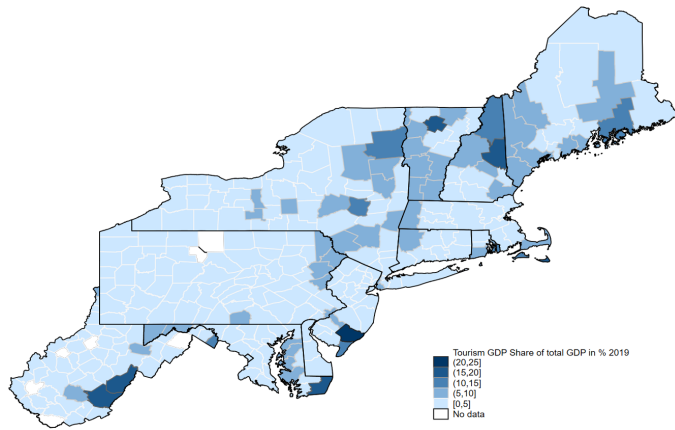 Tourism GDP Share of total GDP in % 2019
(20,25]
(15,20]
(10,15]
(5,10]
[0,5]
No data